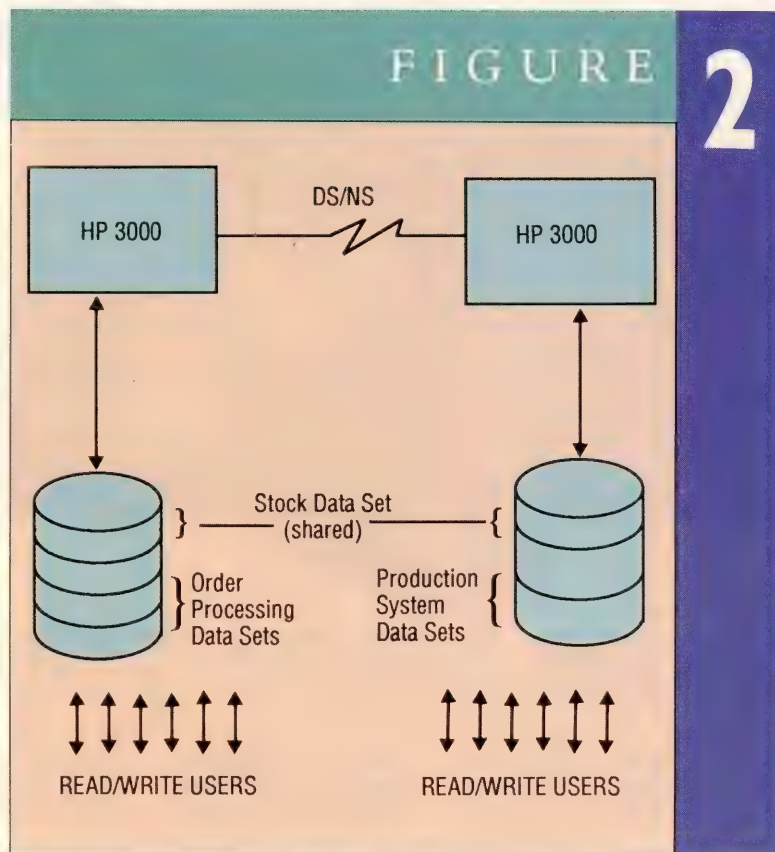 FIGURE 2
DS/NS
HP 3000
HP 3000
Stock Data Set
(shared)
Order
Processing
Data Sets
Production
System
Data Sets
READ/WRITE USERS
READ/WRITE USERS